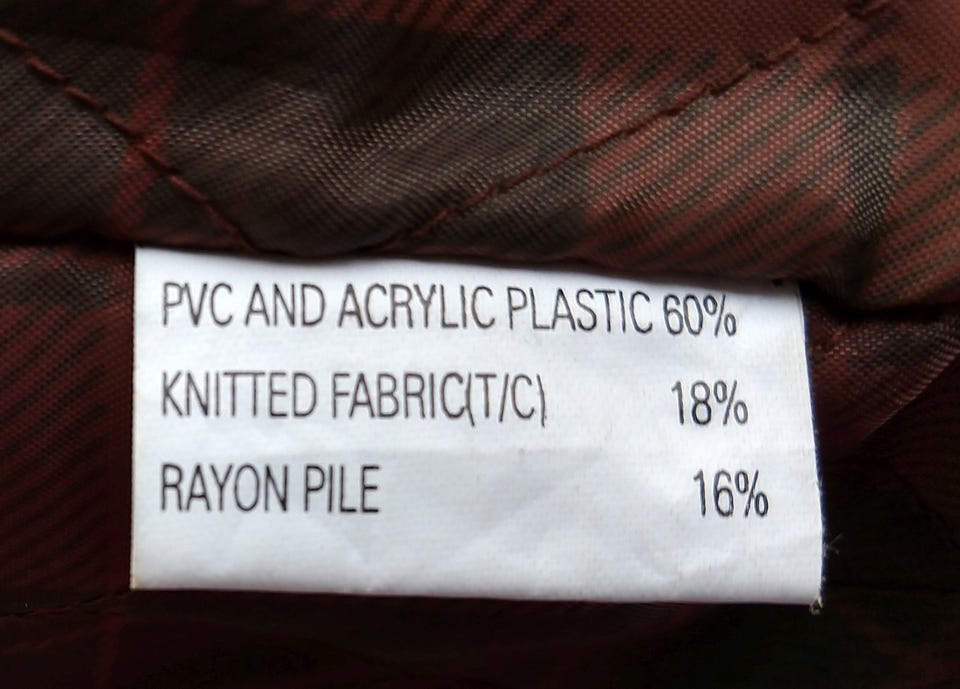 PVC AND ACRYLIC PLASTIC 60%
KNITTED FABRIC(T/C) 18%
RAYON PILE 16%